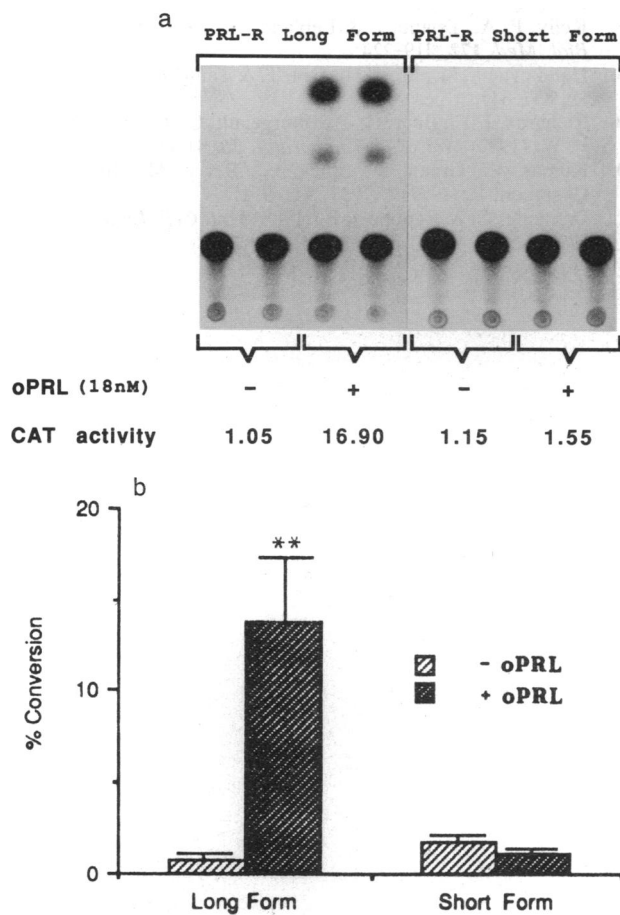 a
PRL-R Long Form PRL-R Short Form
oPRL (18nM) - + - +
CAT activity 1.05 16.90 1.15 1.55
b
20
**
- oPRL
% Conversion
10
+ oPRL
0
Long Form Short Form